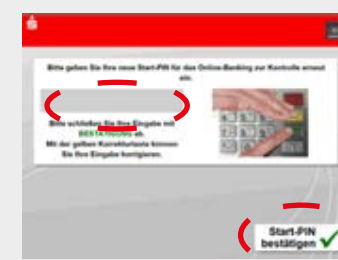 Bitte geben Sie Ihre neue Start-PIN für das Online-Banking zur Kontrolle erneut
ein.
Bitte schließen Sie Ihre Eingabe mit
BESTÄTIGUNG ab.
Mit der gelben Korrekturtaste können
Sie Ihre Eingabe korrigieren.
Start-PIN
bestätigen